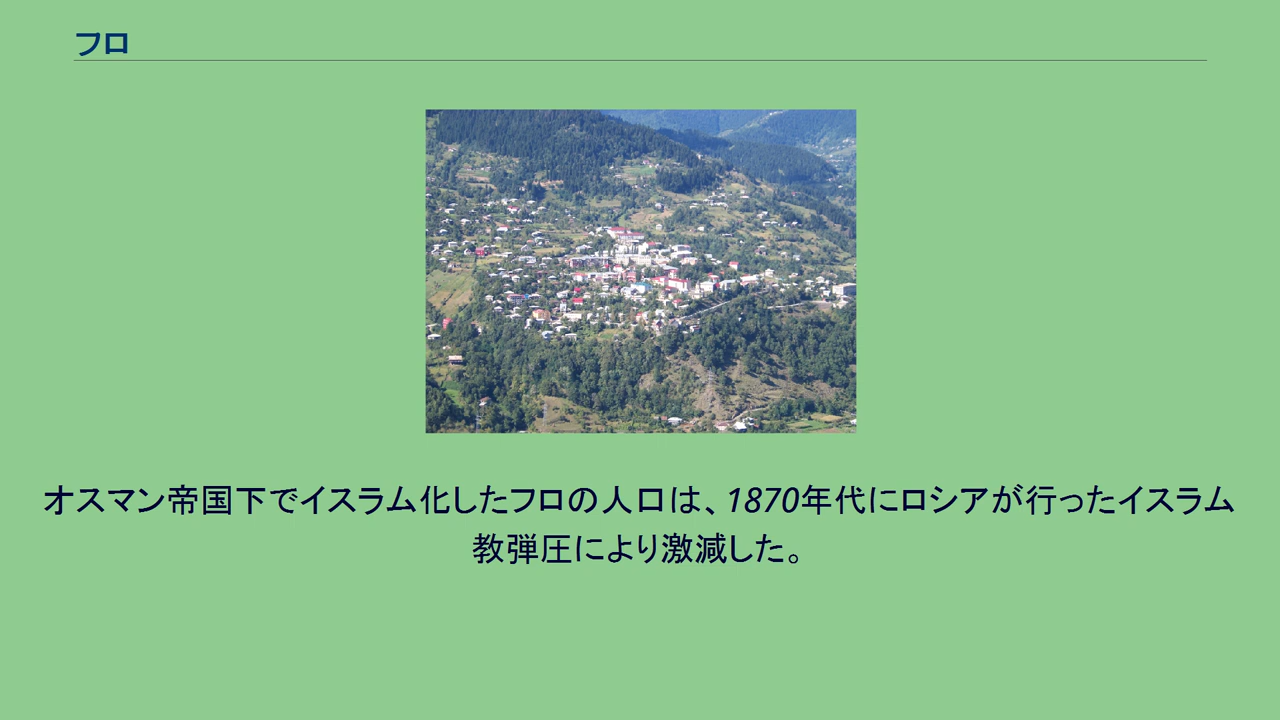 フロ
オスマン帝国下でイスラム化したフロの人口は、1870年代にロシアが行ったイスラム
教弾圧により激減した。